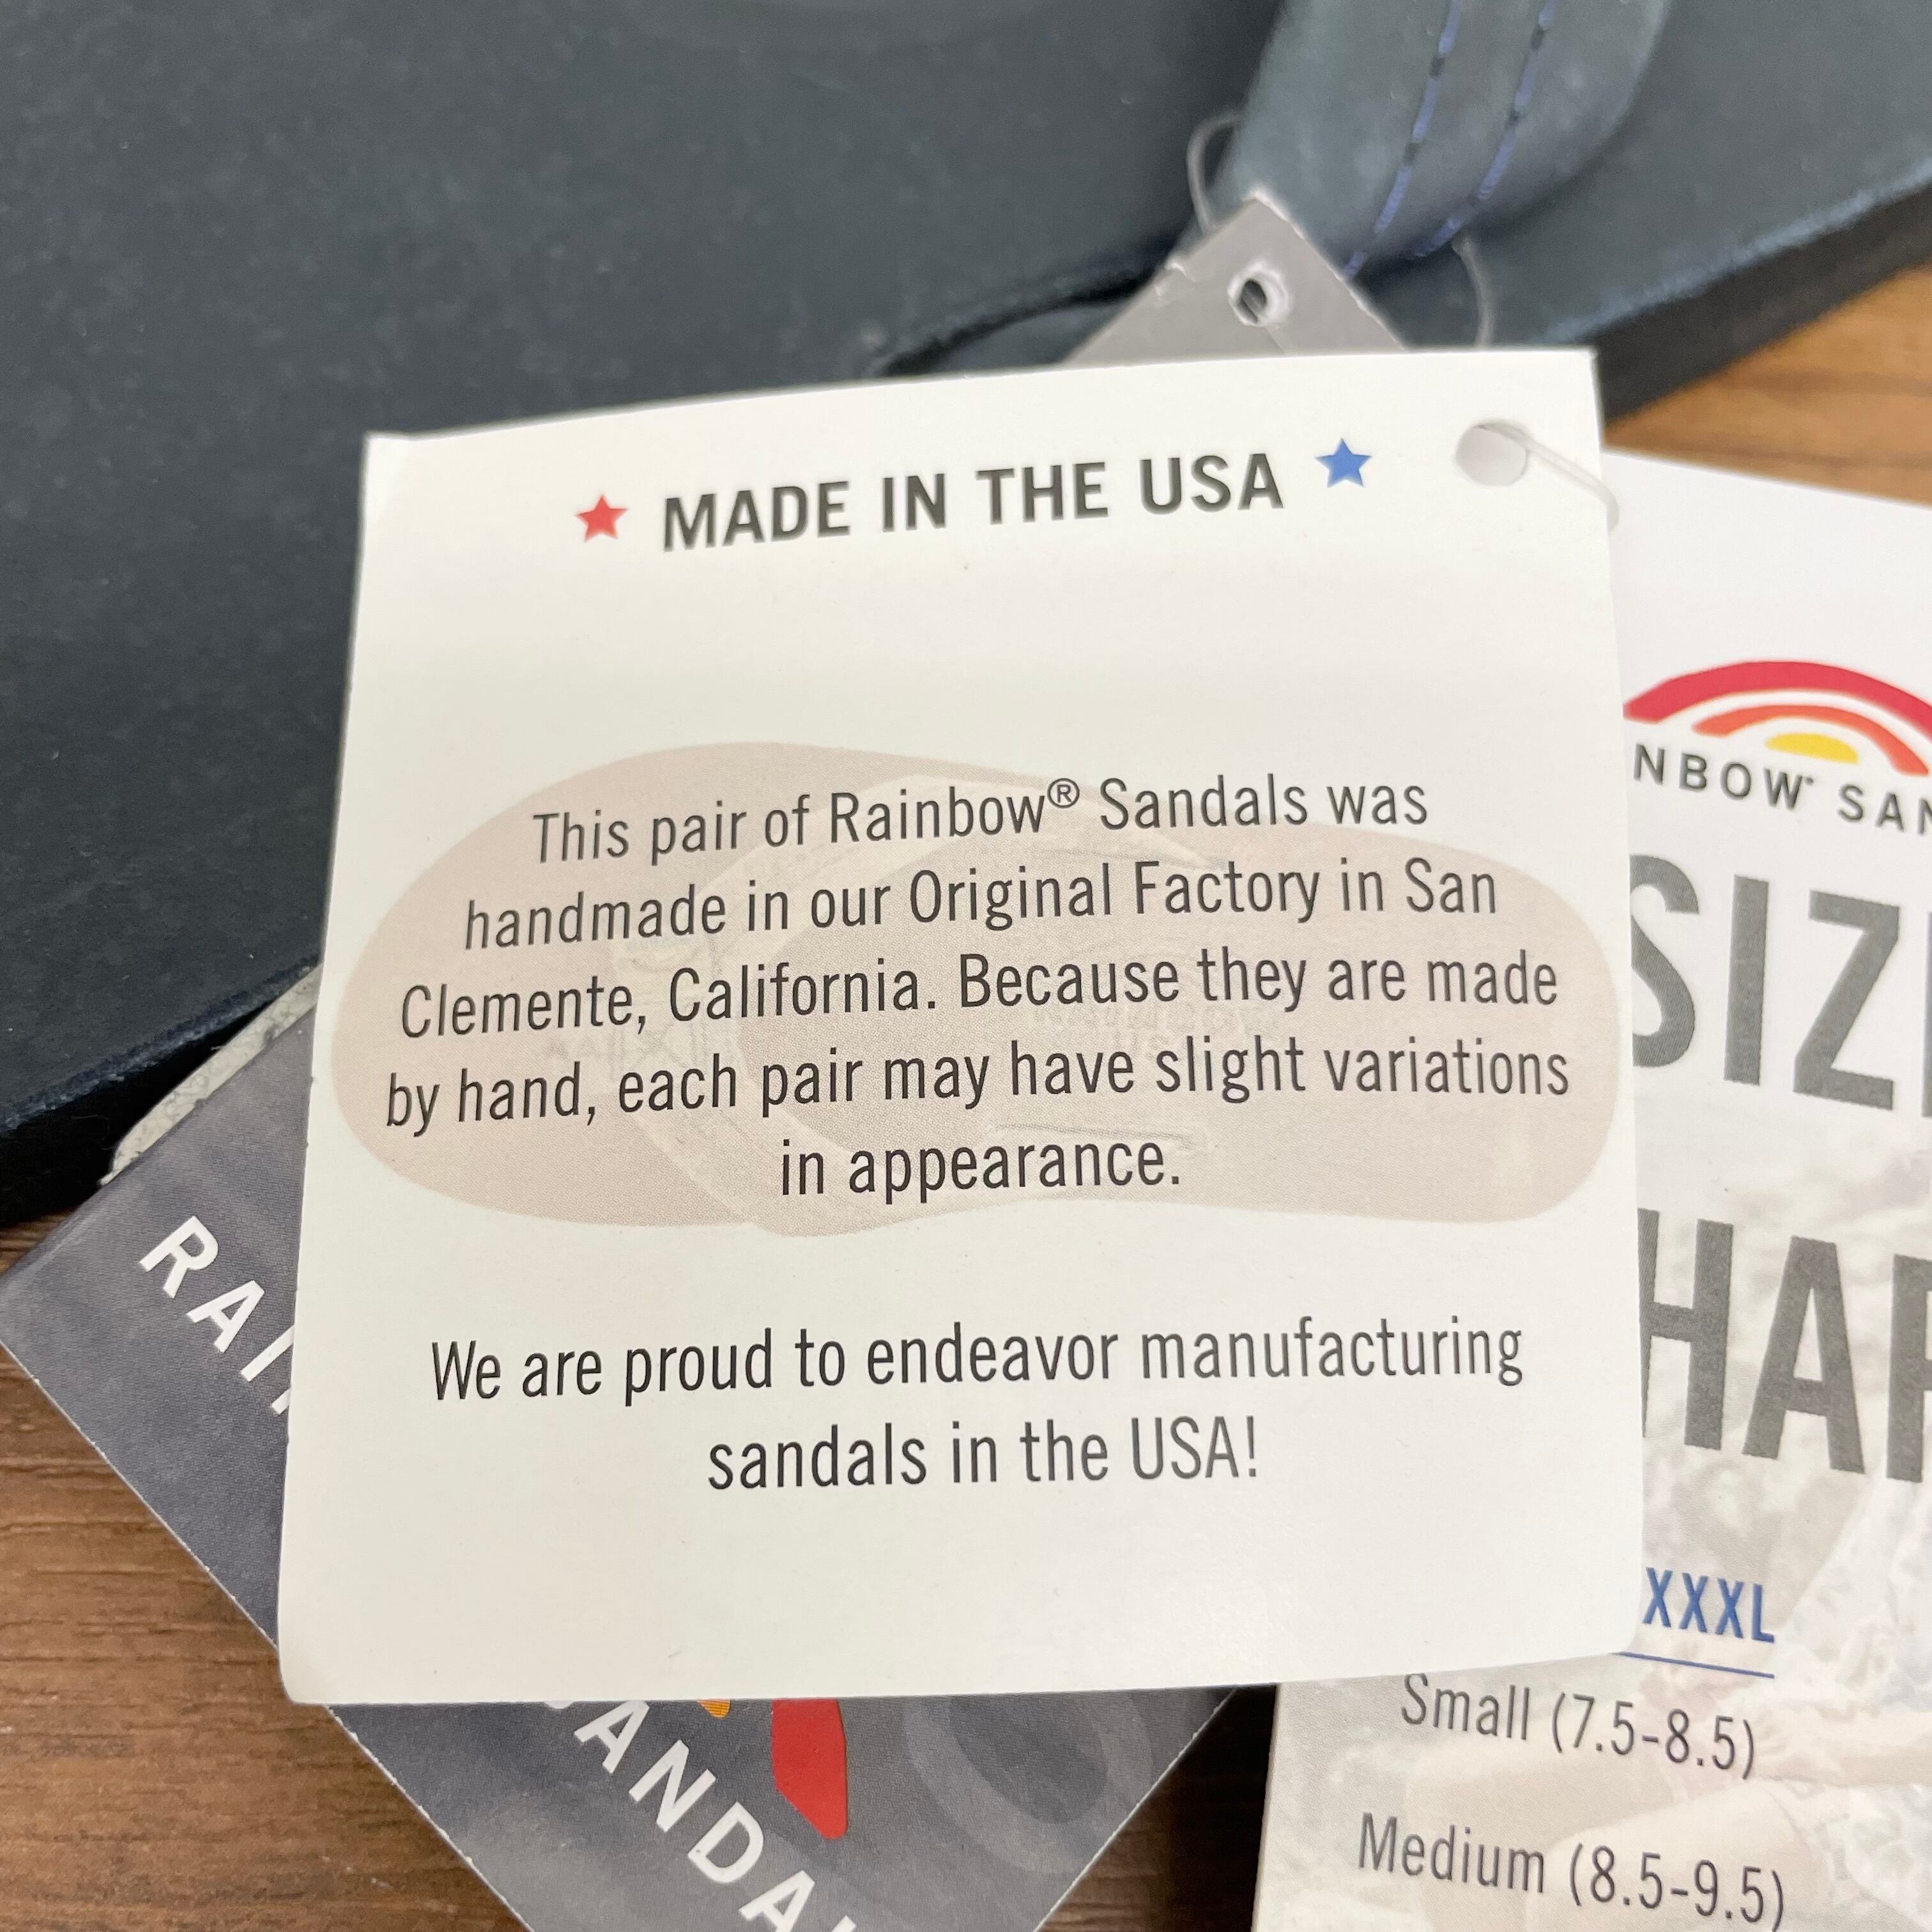 MADE IN THE USA
This pair of Rainbow® Sandals was
handmade in our Original Factory in San
Clemente, California. Because they are made
by hand, each pair may have slight variations
in appearance.
We are proud to endeavor manufacturing
sandals in the USA!
NBOW SAN
SIZ
HAR
XXXL
Small (7.5-8.5)
Medium (8.5-9.5)
RAI
SANDA